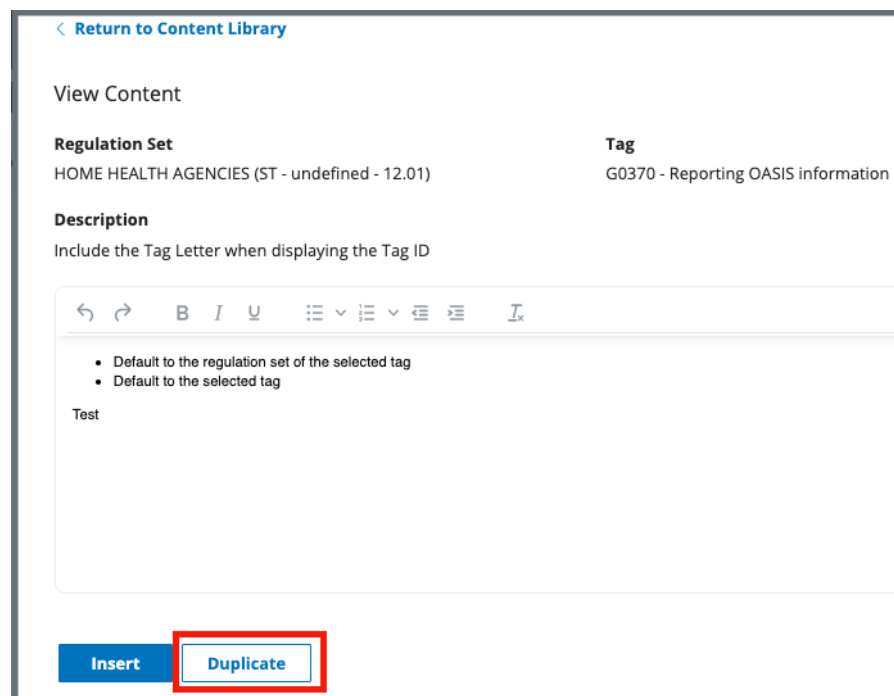 Return to Content Library
View Content
Regulation Set
Tag
HOME HEALTH AGENCIES (ST - undefined - 12.01)
G0370 - Reporting OASIS information
Description
Include the Tag Letter when displaying the Tag ID
B I U
• Default to the regulation set of the selected tag
• Default to the selected tag
Test
Insert
Duplicate